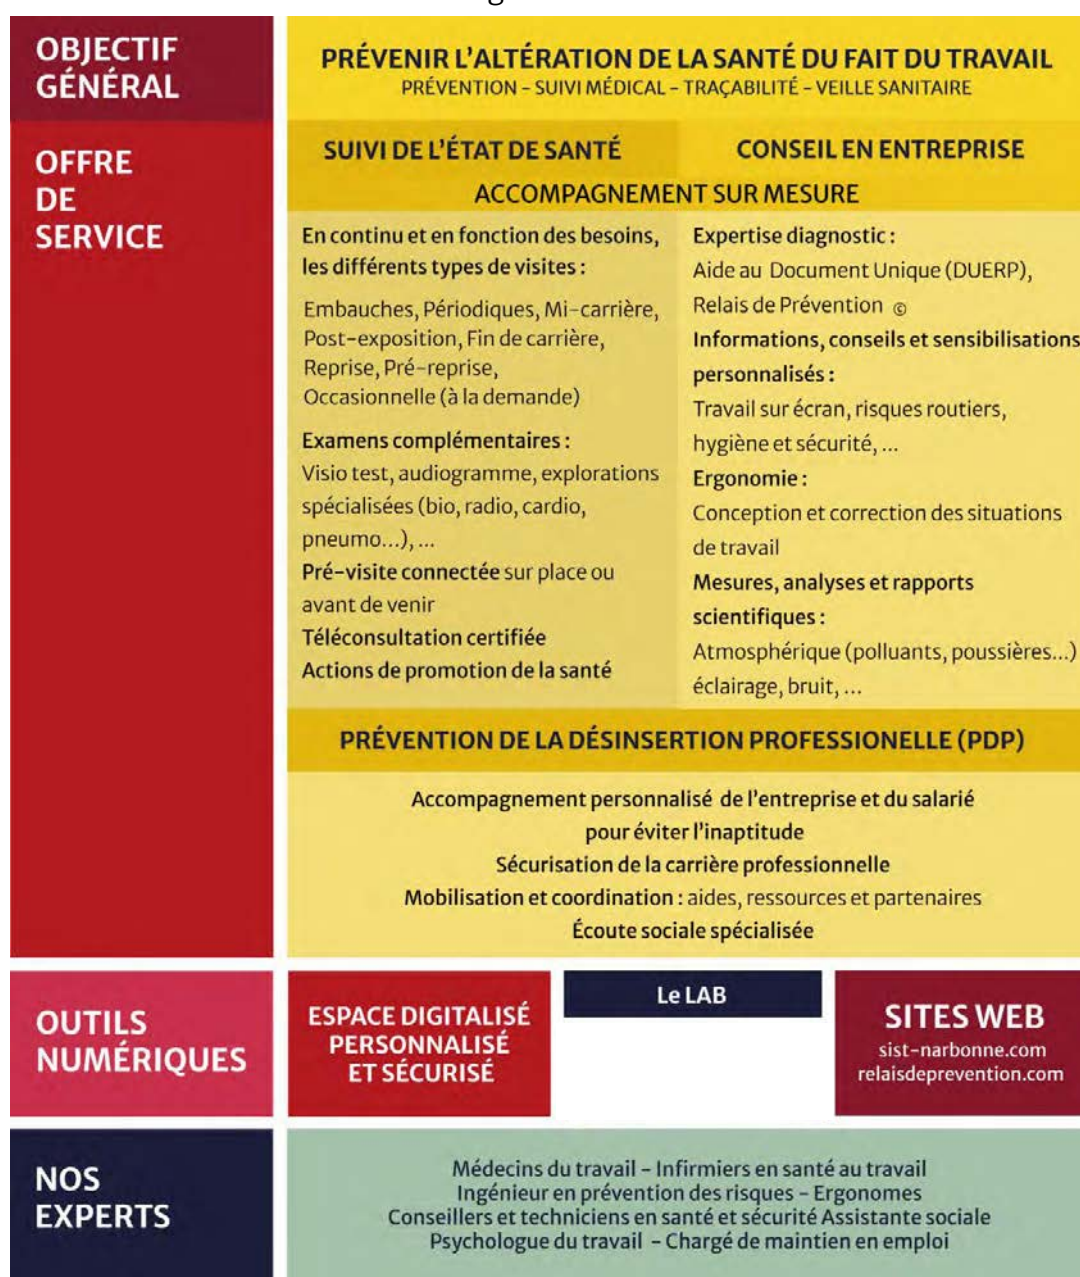 OBJECTIF
GÉNÉRAL
PRÉVENIR L'ALTÉRATION DE LA SANTÉ DU FAIT DU TRAVAIL
PRÉVENTION – SUIVI MÉDICAL – TRAÇABILITÉ – VEILLE SANITAIRE
OFFRE
DE
SERVICE
SUIVI DE L'ÉTAT DE SANTÉ
CONSEIL EN ENTREPRISE
ACCOMPAGNEMENT SUR MESURE
En continu et en fonction des besoins,
les différents types de visites :
Embauches, Périodiques, Mi-carrière,
Post-exposition, Fin de carrière,
Reprise, Pré-reprise,
Occasionnelle (à la demande)
Examens complémentaires :
Visio test, audiogramme, explorations
spécialisées (bio, radio, cardio,
pneumo...), ...
Pré-visite connectée sur place ou
avant de venir
Téléconsultation certifiée
Actions de promotion de la santé
Expertise diagnostic :
Aide au Document Unique (DUERP),
Relais de Prévention ©
Informations, conseils et sensibilisations
personnalisés :
Travail sur écran, risques routiers,
hygiène et sécurité, ...
Ergonomie :
Conception et correction des situations
de travail
Mesures, analyses et rapports
scientifiques :
Atmosphérique (polluants, poussières...)
éclairage, bruit, ...
PRÉVENTION DE LA DÉSINSERTION PROFESSIONELLE (PDP)
Accompagnement personnalisé de l'entreprise et du salarié
pour éviter l'inaptitude
Sécurisation de la carrière professionnelle
Mobilisation et coordination : aides, ressources et partenaires
Écoute sociale spécialisée
OUTILS
NUMÉRIQUES
ESPACE DIGITALISÉ
PERSONNALISÉ
ET SÉCURISÉ
Le LAB
SITES WEB
sist-narbonne.com
relaisdeprevention.com
NOS
EXPERTS
Médecins du travail – Infirmiers en santé au travail
Ingénieur en prévention des risques – Ergonomes
Conseillers et techniciens en santé et sécurité Assistante sociale
Psychologue du travail – Chargé de maintien en emploi